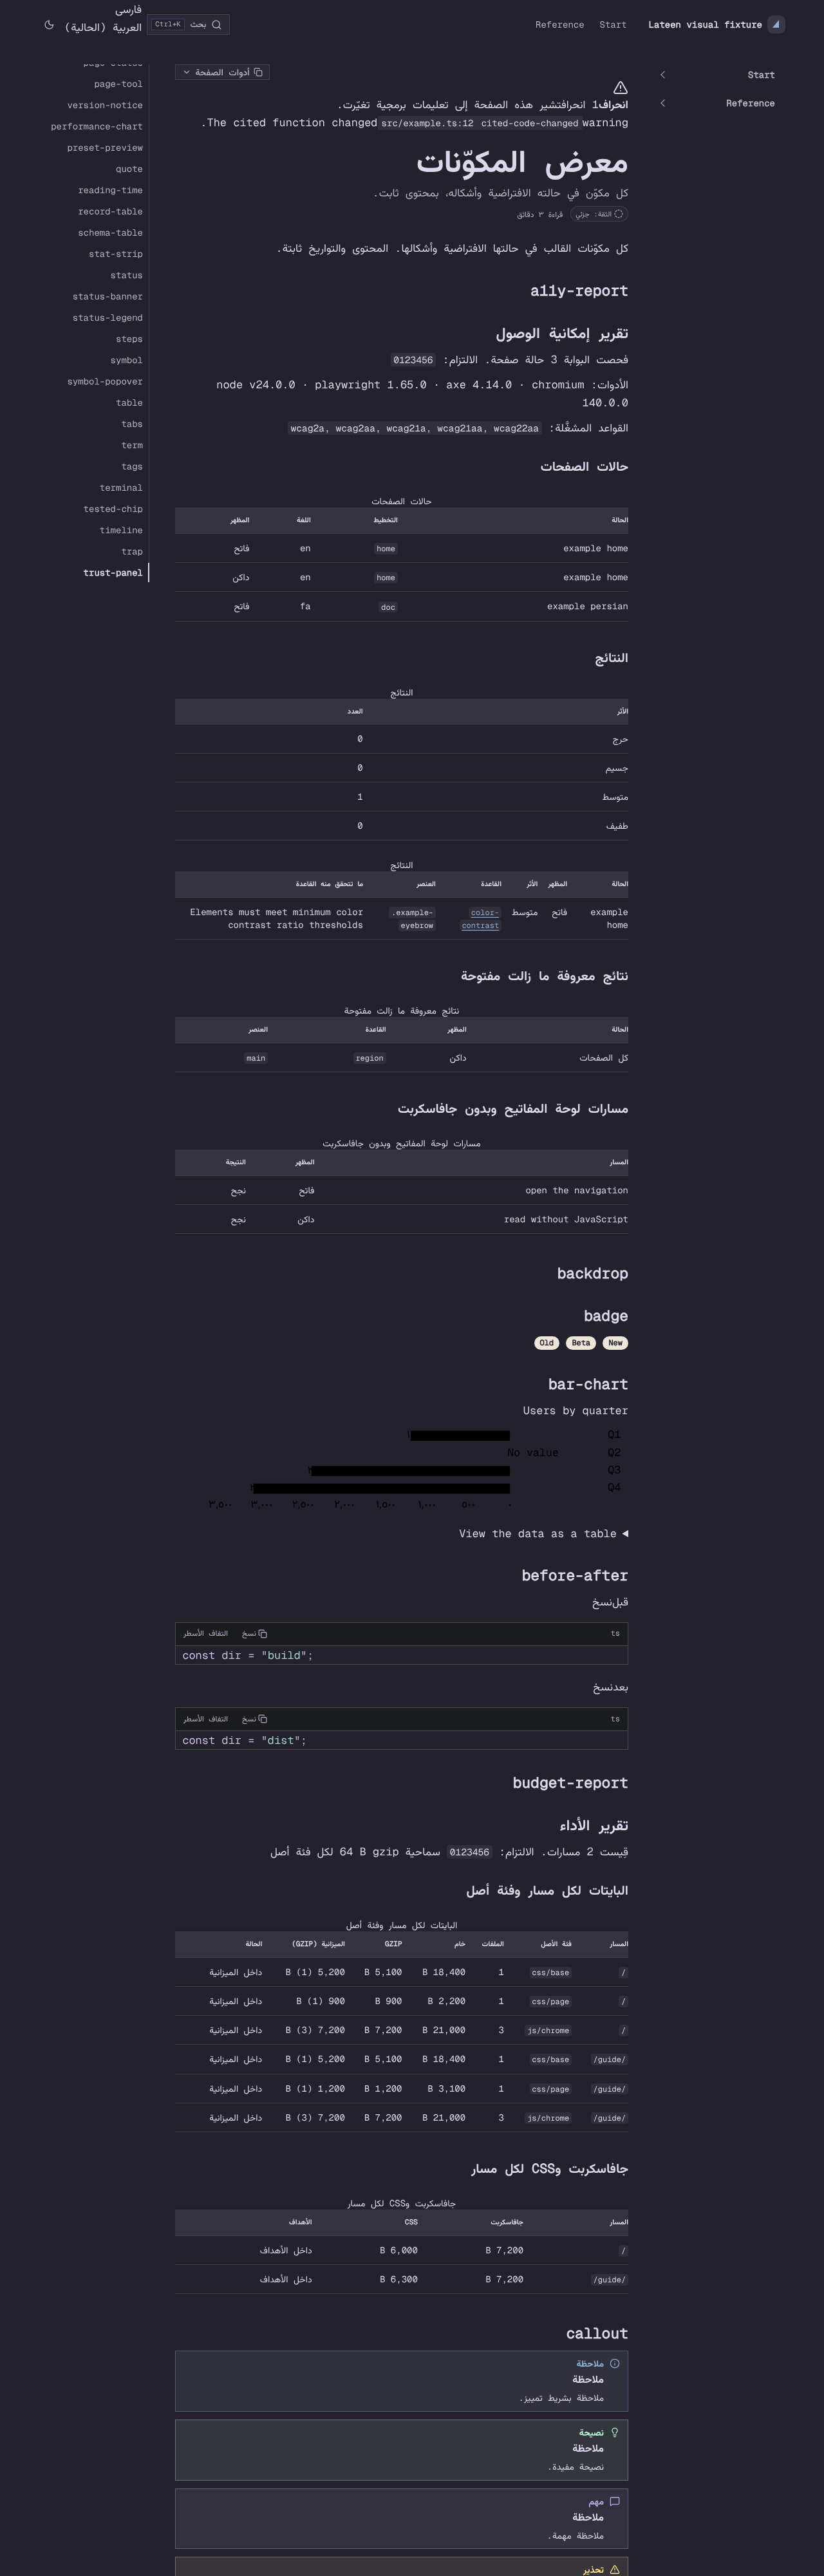 Lateen visual fixture
Start
Reference
بحث
Ctrl+K
فارسی
العربية (الحالية)
Start
Reference
أدوات الصفحة
انحراف1 انحرافتشير هذه الصفحة إلى تعليمات برمجية تغيّرت.
warning cited-code-changed src/example.ts:12 The cited function changed.
معرض المكوّنات
كل مكوّن في حالته الافتراضية وأشكاله، بمحتوى ثابت.
الثقة: جزئي
قراءة ٣ دقائق
كل مكوّنات القالب في حالتها الافتراضية وأشكالها. المحتوى والتواريخ ثابتة.
a11y-report
تقرير إمكانية الوصول
فحصت البوابة 3 حالة صفحة. الالتزام: 0123456
الأدوات: node v24.0.0 · playwright 1.65.0 · axe 4.14.0 · chromium
140.0.0
القواعد المشغَّلة: wcag2a, wcag2aa, wcag21a, wcag21aa, wcag22aa
حالات الصفحات
حالات الصفحات
الحالة التخطيط اللغة المظهر
example home home en فاتح
example home home en داكن
example persian doc fa فاتح
النتائج
النتائج
الأثر العدد
حرج 0
جسيم 0
متوسط 1
طفيف 0
النتائج
الحالة المظهر الأثر القاعدة العنصر ما تتحقق منه القاعدة
example home فاتح متوسط color-contrast .example-eyebrow Elements must meet minimum color contrast ratio thresholds
نتائج معروفة ما زالت مفتوحة
نتائج معروفة ما زالت مفتوحة
الحالة المظهر القاعدة العنصر
كل الصفحات داكن region main
مسارات لوحة المفاتيح وبدون جافاسكربت
مسارات لوحة المفاتيح وبدون جافاسكربت
المسار المظهر النتيجة
open the navigation فاتح نجح
read without JavaScript داكن نجح
backdrop
badge
New Beta Old
bar-chart
Users by quarter
Q1
Q2 No value
Q3
Q4
٠ ٥٠٠ ١,٠٠٠ ١,٥٠٠ ٢,٠٠٠ ٢,٥٠٠ ٣,٠٠٠ ٣,٥٠٠
View the data as a table
before-after
قبلنسخ
ts نسخ التفاف الأسطر
const dir = "build";
بعدنسخ
ts نسخ التفاف الأسطر
const dir = "dist";
budget-report
تقرير الأداء
قِيست 2 مسارات. الالتزام: 0123456 سماحية 64 B gzip لكل فئة أصل
البايتات لكل مسار وفئة أصل
البايتات لكل مسار وفئة أصل
المسار فئة الأصل الملفات خام GZIP الميزانية (GZIP) الحالة
/ css/base 1 18,400 B 5,100 B 5,200 B (1) داخل الميزانية
/ css/page 1 2,200 B 900 B 900 B (1) داخل الميزانية
/ js/chrome 3 21,000 B 7,200 B 7,200 B (3) داخل الميزانية
/guide/ css/base 1 18,400 B 5,100 B 5,200 B (1) داخل الميزانية
/guide/ css/page 1 3,100 B 1,200 B 1,200 B (1) داخل الميزانية
/guide/ js/chrome 3 21,000 B 7,200 B 7,200 B (3) داخل الميزانية
جافاسكربت وCSS لكل مسار
جافاسكربت وCSS لكل مسار
المسار جافاسكربت CSS الأهداف
/ 7,200 B 6,000 B داخل الأهداف
/guide/ 7,200 B 6,300 B داخل الأهداف
callout
ملاحظة
ملاحظة
ملاحظة بشريط تمييز.
نصيحة
ملاحظة
نصيحة مفيدة.
مهم
ملاحظة
ملاحظة مهمة.
تحذير
page-tool
version-notice
performance-chart
preset-preview
quote
reading-time
record-table
schema-table
stat-strip
status
status-banner
status-legend
steps
symbol
symbol-popover
table
tabs
term
tags
terminal
tested-chip
timeline
trap
trust-panel